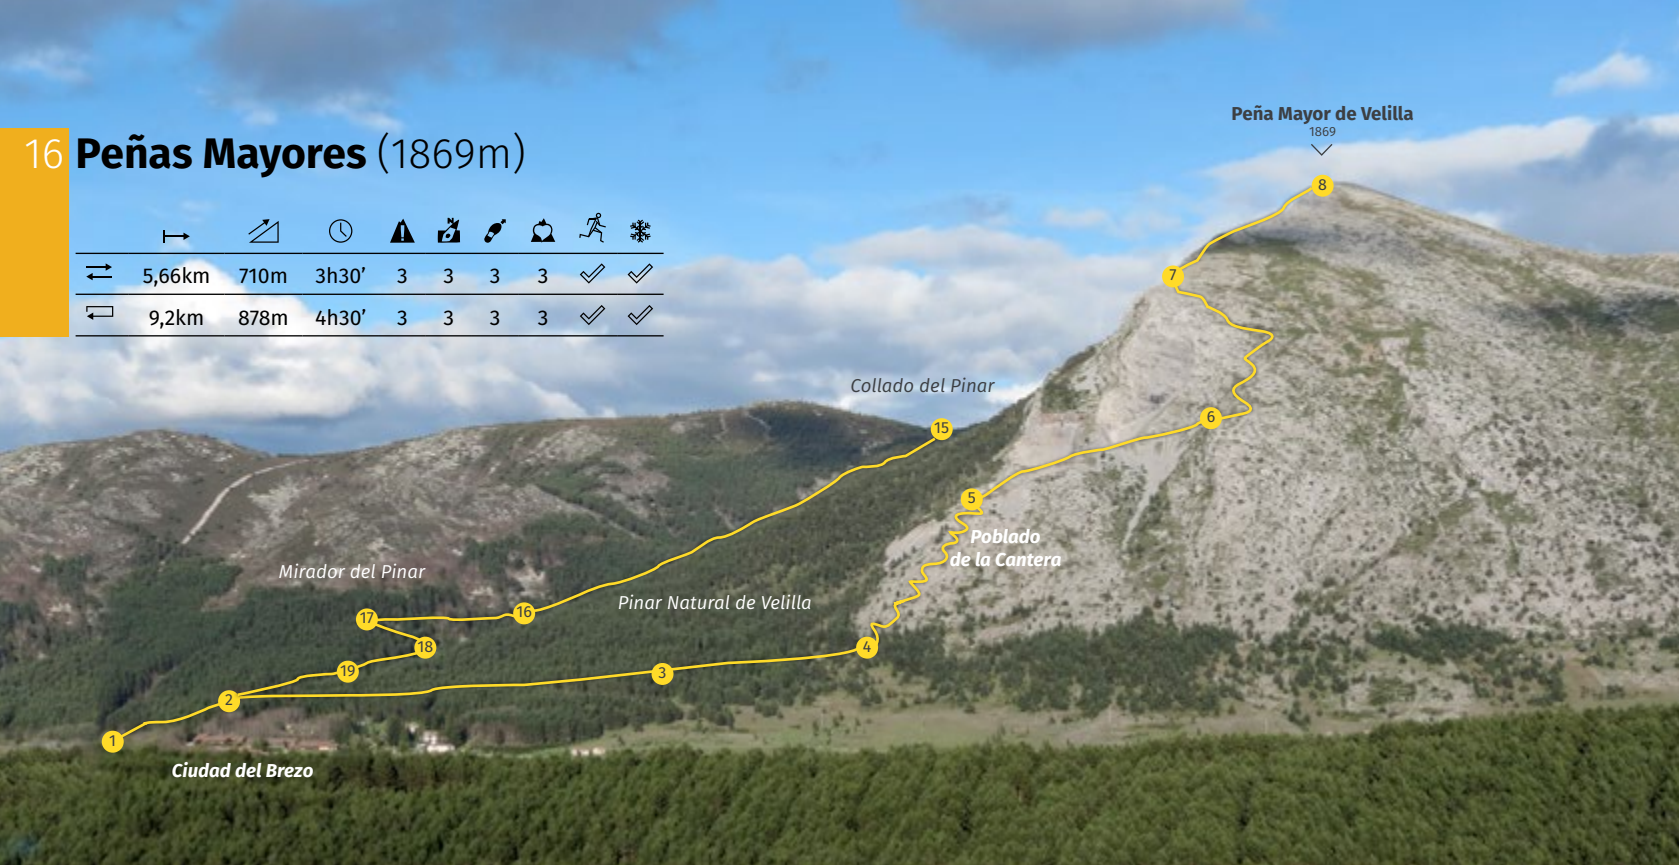 16 Peñas Mayores (1869m)
5,66km 710m 3h30’ 3 3 3 3
9,2km 878m 4h30’ 3 3 3 3
Peña Mayor de Velilla
1869
8
7
Collado del Pinar
15
6
5
Poblado
de la Cantera
Mirador del Pinar
Pinar Natural de Velilla
17
16
18
4
19
3
2
1
Ciudad del Brezo
N